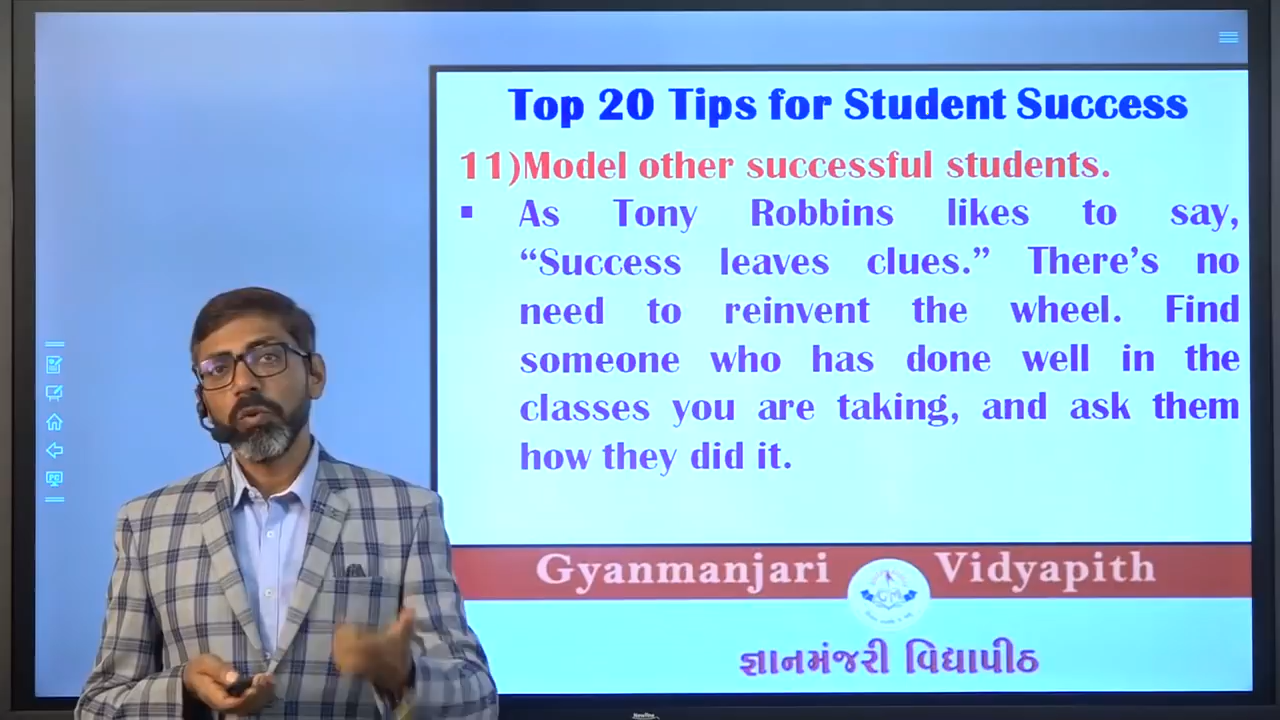 Top 20 Tips for Student Success
11)Model other successful students.
▪ As Tony Robbins likes to say,
“Success leaves clues.” There’s no
need to reinvent the wheel. Find
someone who has done well in the
classes you are taking, and ask them
how they did it.
Gyanmanjari Vidyapith
GM
જ્ઞાનમંજરી વિદ્યાપીઠ
Newline